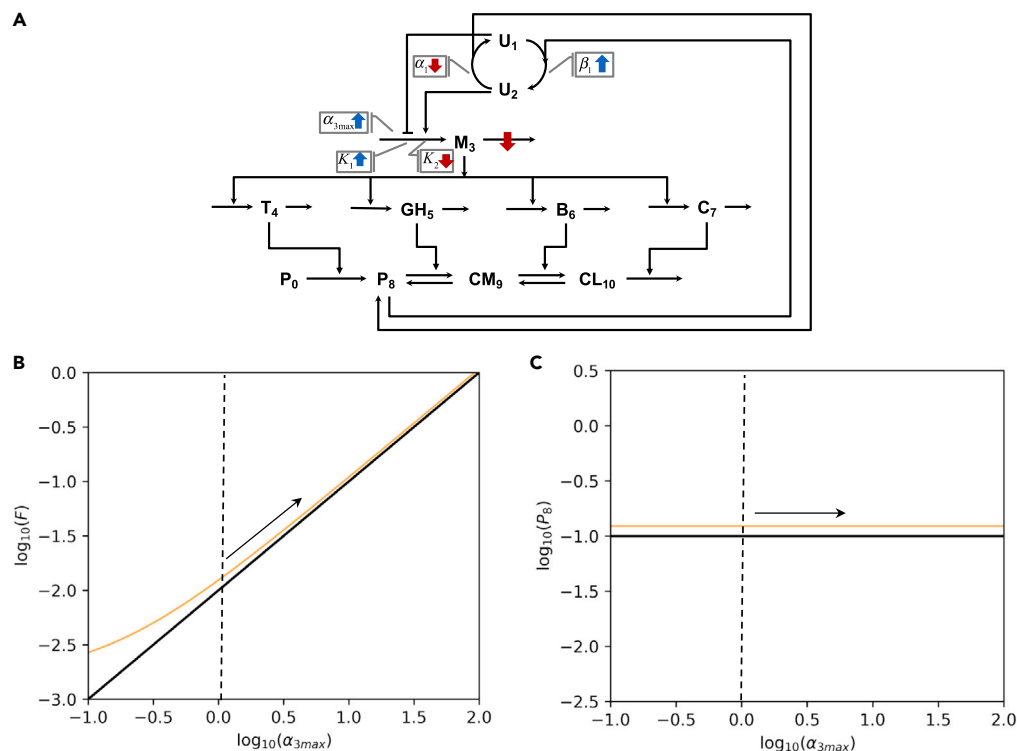 A
U₁
α₁
β₁
U₂
α₃ₘₐₓ
M₃
K₁
K₂
T₄
GH₅
B₆
C₇
P₀
P₈
CM₉
CL₁₀
B
C
0.0
−0.5
−1.0
−1.5
−2.0
−2.5
−3.0
log₁₀(F)
−1.0 −0.5 0.0 0.5 1.0 1.5 2.0
log₁₀(α₃ₘₐₓ)
0.5
0.0
−0.5
−1.0
−1.5
−2.0
−2.5
log₁₀(P₈)
−1.0 −0.5 0.0 0.5 1.0 1.5 2.0
log₁₀(α₃ₘₐₓ)